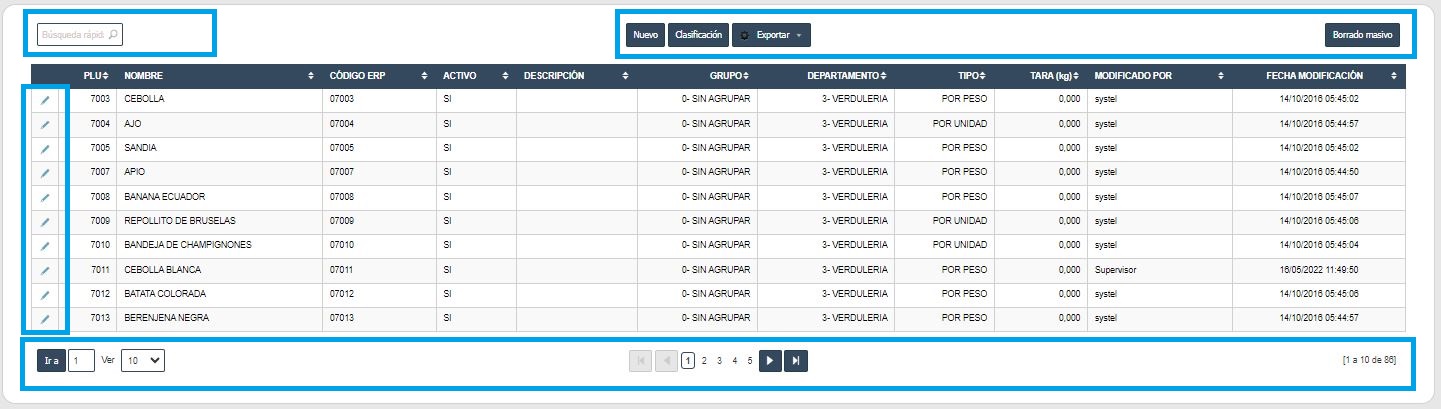 Búsqueda rápid Nuevo Clasificación Exportar Borrado masivo
PLU NOMBRE CÓDIGO ERP ACTIVO DESCRIPCIÓN GRUPO DEPARTAMENTO TIPO TARA (kg) MODIFICADO POR FECHA MODIFICACIÓN
7003 CEBOLLA 07003 SI 0- SIN AGRUPAR 3- VERDULERIA POR PESO 0,000 systel 14/10/2016 05:45:02
7004 AJO 07004 SI 0- SIN AGRUPAR 3- VERDULERIA POR UNIDAD 0,000 systel 14/10/2016 05:44:57
7005 SANDIA 07005 SI 0- SIN AGRUPAR 3- VERDULERIA POR PESO 0,000 systel 14/10/2016 05:45:02
7007 APIO 07007 SI 0- SIN AGRUPAR 3- VERDULERIA POR PESO 0,000 systel 14/10/2016 05:44:50
7008 BANANA ECUADOR 07008 SI 0- SIN AGRUPAR 3- VERDULERIA POR PESO 0,000 systel 14/10/2016 05:45:07
7009 REPOLLITO DE BRUSELAS 07009 SI 0- SIN AGRUPAR 3- VERDULERIA POR UNIDAD 0,000 systel 14/10/2016 05:45:06
7010 BANDEJA DE CHAMPIGNONES 07010 SI 0- SIN AGRUPAR 3- VERDULERIA POR UNIDAD 0,000 systel 14/10/2016 05:45:04
7011 CEBOLLA BLANCA 07011 SI 0- SIN AGRUPAR 3- VERDULERIA POR PESO 0,000 Supervisor 16/05/2022 11:49:50
7012 BATATA COLORADA 07012 SI 0- SIN AGRUPAR 3- VERDULERIA POR PESO 0,000 systel 14/10/2016 05:45:06
7013 BERENJENA NEGRA 07013 SI 0- SIN AGRUPAR 3- VERDULERIA POR PESO 0,000 systel 14/10/2016 05:44:57
Ir a 1 Ver 10 1 2 3 4 5 [1 a 10 de 86]